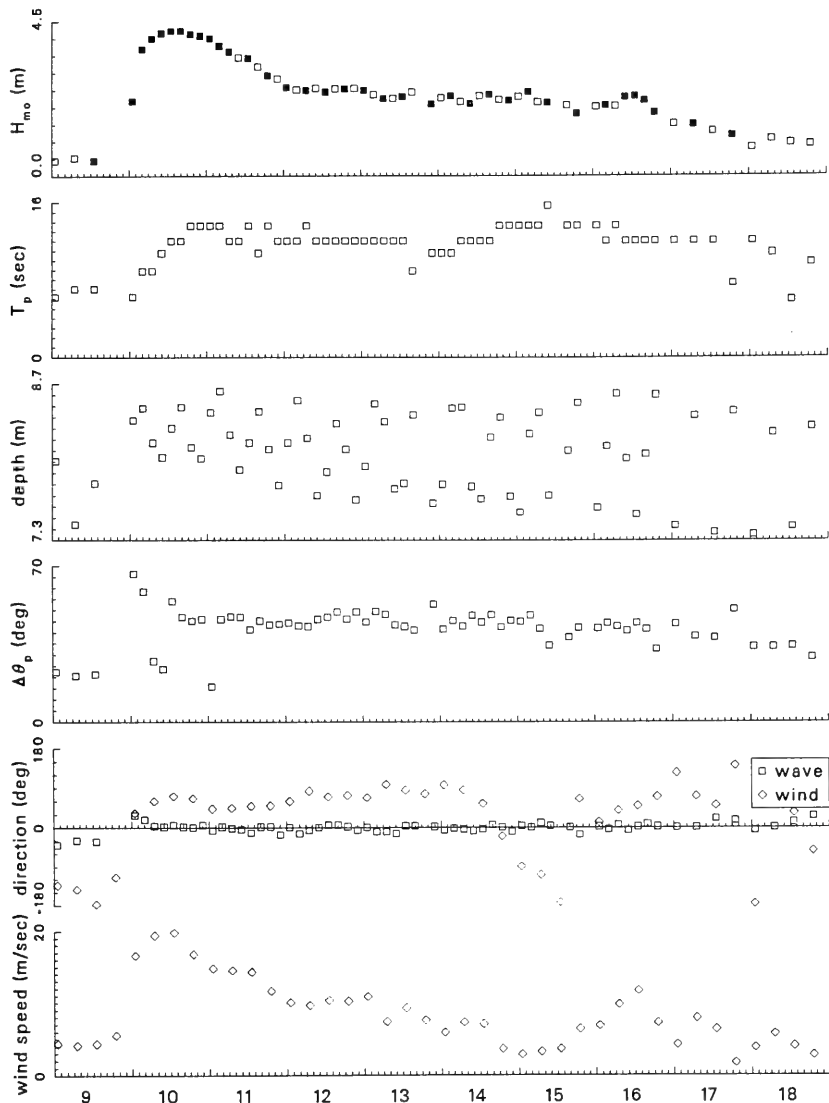 4.5
H_mo (m)
0.0
16
T_p (sec)
0
8.7
depth (m)
7.3
70
Δθ_p (deg)
0
180
direction (deg)
0
-180
wave
wind
20
wind speed (m/sec)
0
9 10 11 12 13 14 15 16 17 18